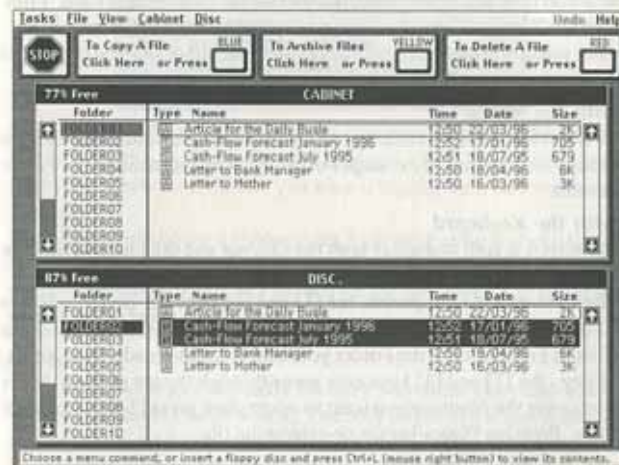 Tasks File View Cabinet Disc Undo Help
STOP
To Copy A File BLUE
Click Here or Press
To Archive Files YELLOW
Click Here or Press
To Delete A File RED
Click Here or Press
77% Free CABINET
Folder Type Name Time Date Size
FOLDER01 Article for the Daily Bugle 12:50 22/03/96 2K
FOLDER02 Cash-Flow Forecast January 1996 12:52 17/01/96 705
FOLDER03 Cash-Flow Forecast July 1995 12:51 18/07/95 679
FOLDER04 Letter to Bank Manager 12:50 18/04/96 6K
FOLDER05 Letter to Mother 12:50 16/03/96 3K
FOLDER06
FOLDER07
FOLDER08
FOLDER09
FOLDER10
87% Free DISC.
Folder Type Name Time Date Size
FOLDER01 Article for the Daily Bugle 12:50 22/03/96 2K
FOLDER02 Cash-Flow Forecast January 1996 12:52 17/01/96 705
FOLDER03 Cash-Flow Forecast July 1995 12:51 18/07/95 679
FOLDER04 Letter to Bank Manager 12:50 18/04/96 6K
FOLDER05 Letter to Mother 12:50 16/03/96 3K
FOLDER06
FOLDER07
FOLDER08
FOLDER09
FOLDER10
Choose a menu command, or insert a floppy disc and press Ctrl+L (mouse right button) to view its contents.